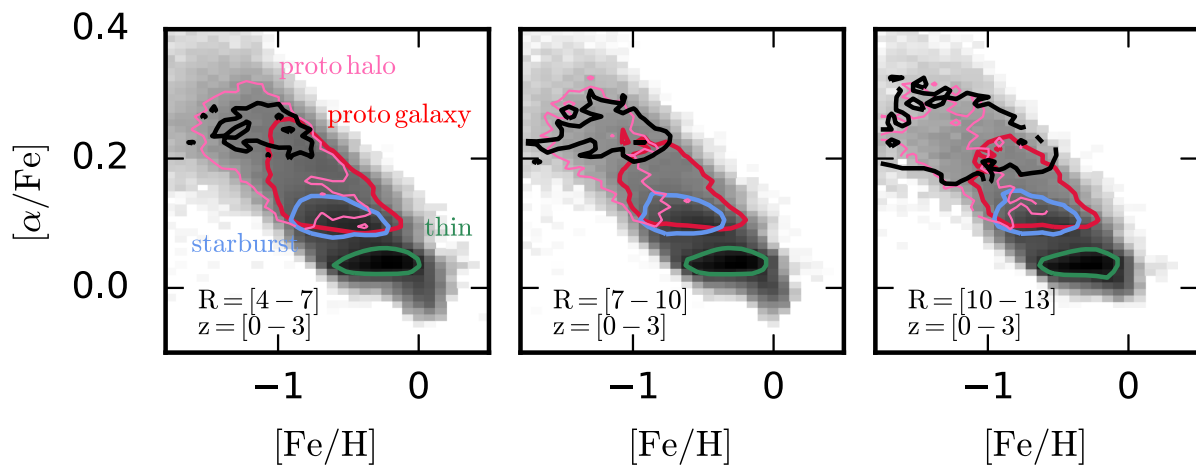 0.4
0.2
0.0
[α/Fe]
proto halo
proto galaxy
starburst
thin
R = [4 − 7]
z = [0 − 3]
R = [7 − 10]
z = [0 − 3]
R = [10 − 13]
z = [0 − 3]
−1 0
−1 0
−1 0
[Fe/H]
[Fe/H]
[Fe/H]